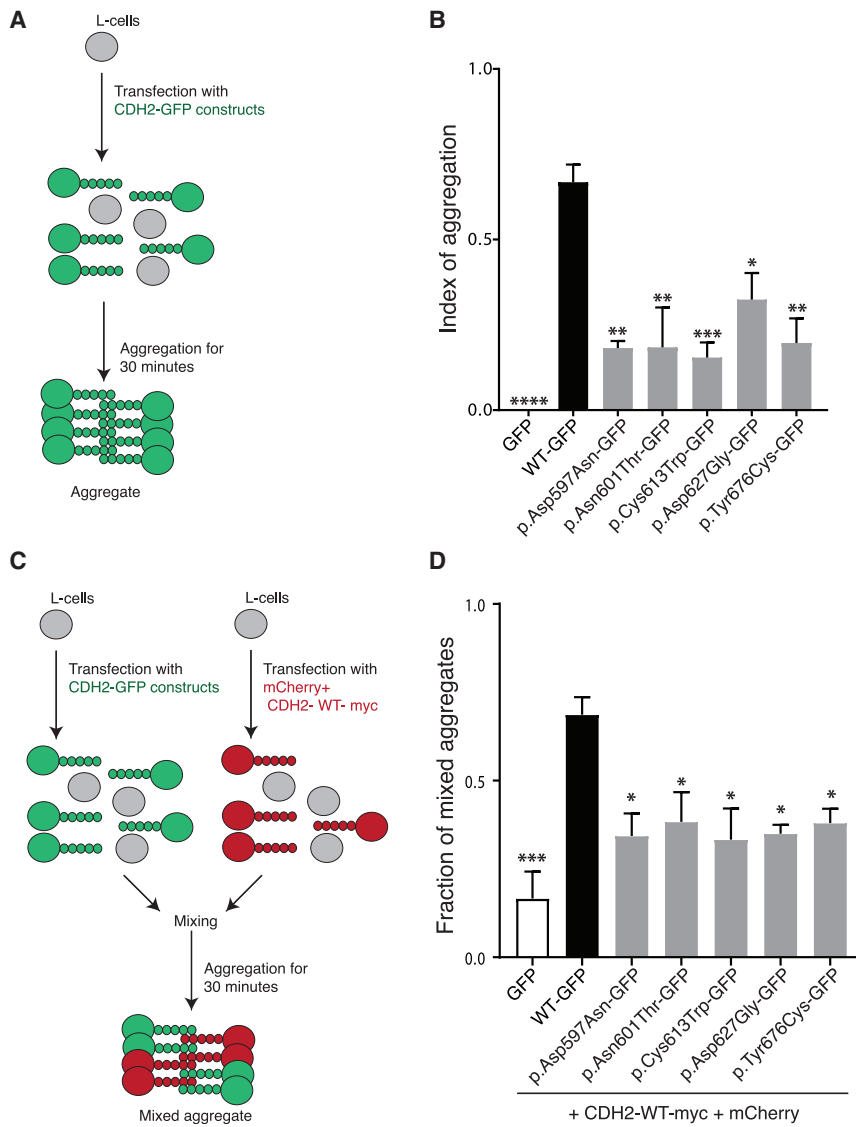 A
L-cells
Transfection with
CDH2-GFP constructs
Aggregation for
30 minutes
Aggregate
B
Index of aggregation
1.0
0.5
0.0
****
**
**
***
*
**
GFP
WT-GFP
p.Asp597Asn-GFP
p.Asn601Thr-GFP
p.Cys613Trp-GFP
p.Asp627Gly-GFP
p.Tyr676Cys-GFP
C
L-cells
L-cells
Transfection with
CDH2-GFP constructs
Transfection with
mCherry+
CDH2- WT- myc
Mixing
Aggregation for
30 minutes
Mixed aggregate
D
Fraction of mixed aggregates
1.0
0.5
0.0
***
*
*
*
*
*
GFP
WT-GFP
p.Asp597Asn-GFP
p.Asn601Thr-GFP
p.Cys613Trp-GFP
p.Asp627Gly-GFP
p.Tyr676Cys-GFP
+ CDH2-WT-myc + mCherry